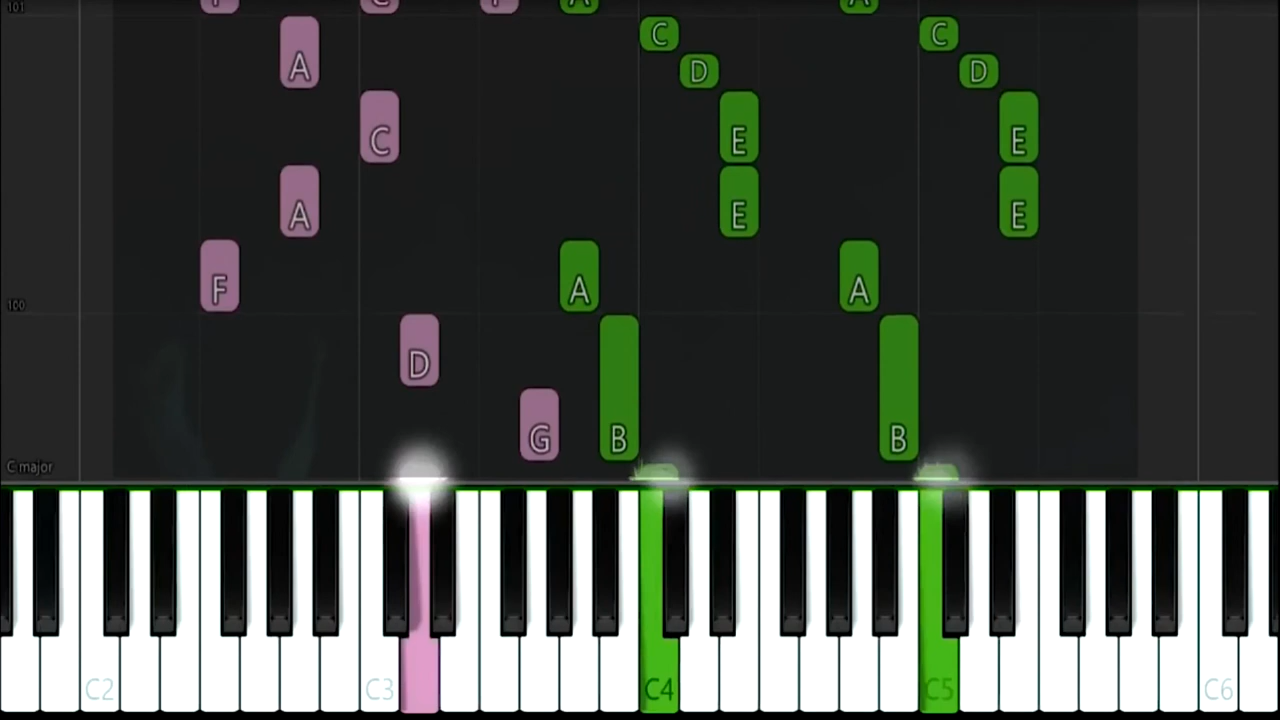 101 F C F A A
A C C
D D
C E E
A E E
F A A
100
D
G B B
C major
C2 C3 C4 C5 C6